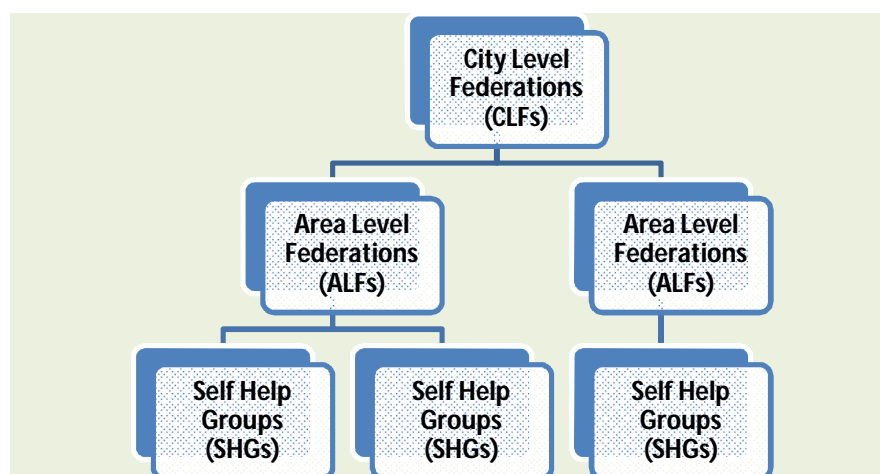 City Level
Federations
(CLFs)
Area Level
Federations
(ALFs)
Area Level
Federations
(ALFs)
Self Help
Groups
(SHGs)
Self Help
Groups
(SHGs)
Self Help
Groups
(SHGs)